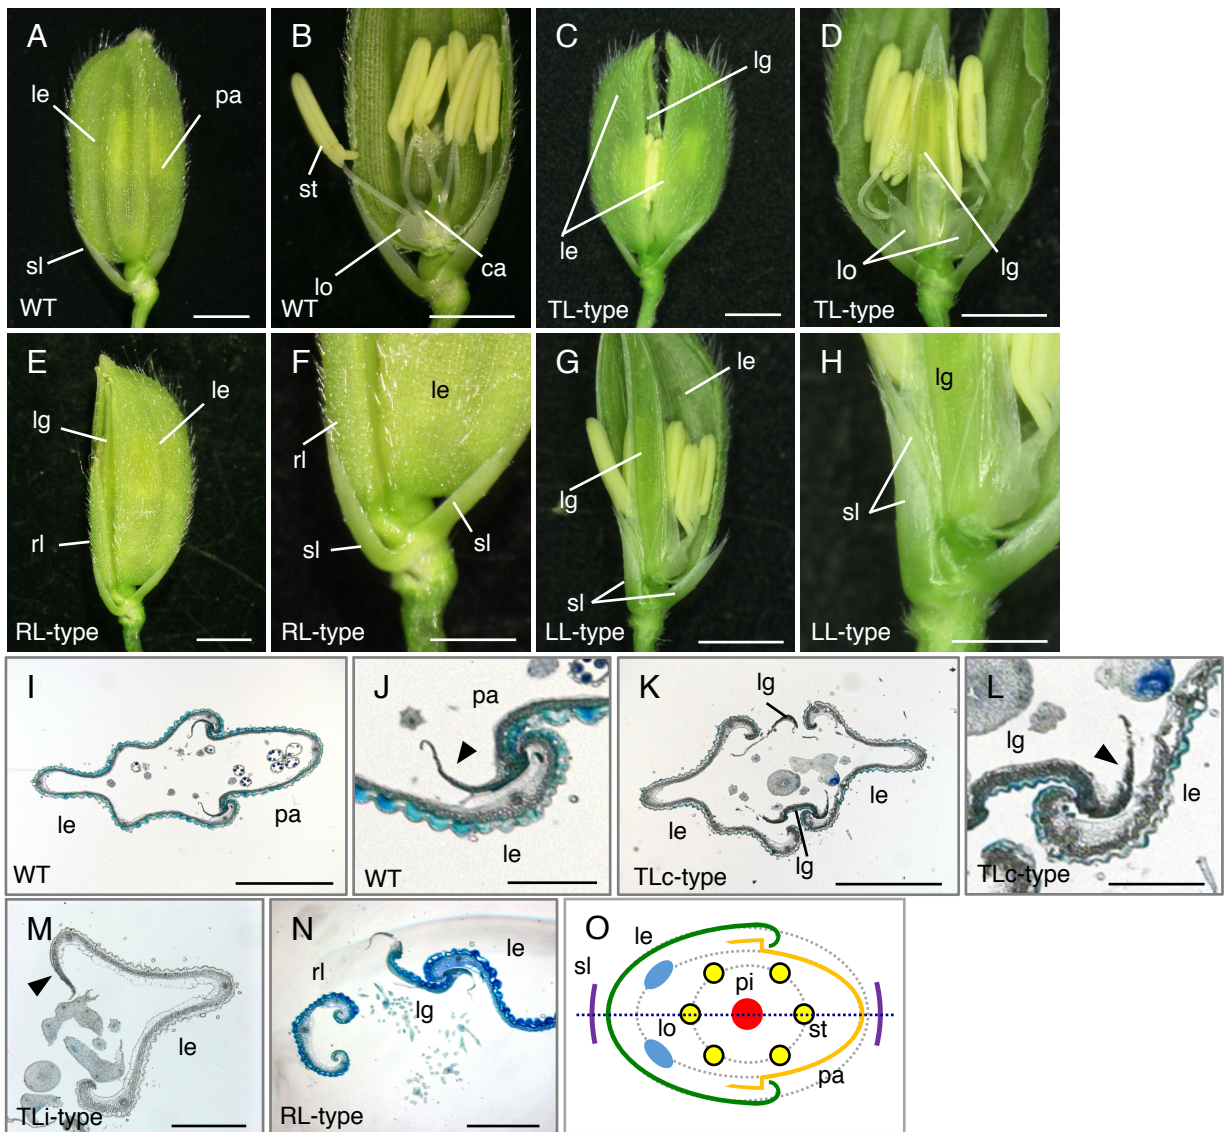 A
le
pa
sl
WT
B
st
lo
ca
WT
C
lg
le
TL-type
D
lo
lg
TL-type
E
lg
le
rl
RL-type
F
le
rl
sl
sl
RL-type
G
le
lg
sl
LL-type
H
lg
sl
LL-type
I
le
pa
WT
J
pa
le
WT
K
lg
le
le
lg
TLc-type
L
lg
le
TLc-type
M
le
TLi-type
N
le
rl
lg
RL-type
O
le
sl
pi
lo
st
pa